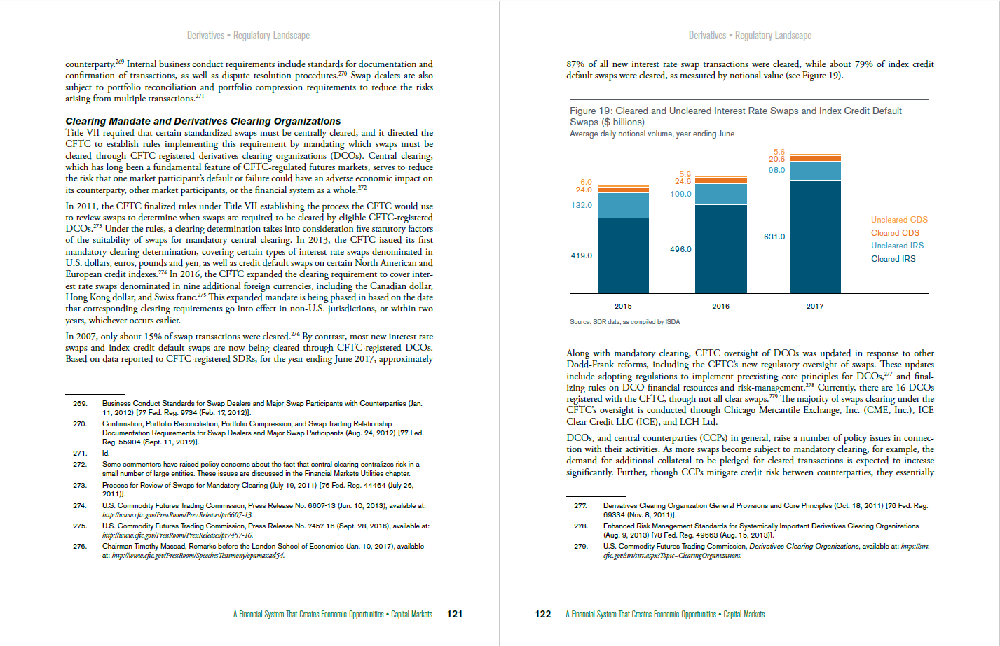 Derivatives • Regulatory Landscape
counterparty.269 Internal business conduct requirements include standards for documentation and
confirmation of transactions, as well as dispute resolution procedures.270 Swap dealers are also
subject to portfolio reconciliation and portfolio compression requirements to reduce the risks
arising from multiple transactions.271
Clearing Mandate and Derivatives Clearing Organizations
Title VII required that certain standardized swaps must be centrally cleared, and it directed the
CFTC to establish rules implementing this requirement by mandating which swaps must be
cleared through CFTC-registered derivatives clearing organizations (DCOs). Central clearing,
which has long been a fundamental feature of CFTC-regulated futures markets, serves to reduce
the risk that one market participant's default or failure could have an adverse economic impact on
its counterparty, other market participants, or the financial system as a whole.272
In 2011, the CFTC finalized rules under Title VII establishing the process the CFTC would use
to review swaps to determine when swaps are required to be cleared by eligible CFTC-registered
DCOs.273 Under the rules, a clearing determination takes into consideration five statutory factors
of the suitability of swaps for mandatory central clearing. In 2013, the CFTC issued its first
mandatory clearing determination, covering certain types of interest rate swaps denominated in
U.S. dollars, euros, pounds and yen, as well as credit default swaps on certain North American and
European credit indexes.274 In 2016, the CFTC expanded the clearing requirement to cover inter-
est rate swaps denominated in nine additional foreign currencies, including the Canadian dollar,
Hong Kong dollar, and Swiss franc.275 This expanded mandate is being phased in based on the date
that corresponding clearing requirements go into effect in non-U.S. jurisdictions, or within two
years, whichever occurs earlier.
In 2007, only about 15% of swap transactions were cleared.276 By contrast, most new interest rate
swaps and index credit default swaps are now being cleared through CFTC-registered DCOs.
Based on data reported to CFTC-registered SDRs, for the year ending June 2017, approximately
269. Business Conduct Standards for Swap Dealers and Major Swap Participants with Counterparties (Jan.
11, 2012) [77 Fed. Reg. 9734 (Feb. 17, 2012)].
270. Confirmation, Portfolio Reconciliation, Portfolio Compression, and Swap Trading Relationship
Documentation Requirements for Swap Dealers and Major Swap Participants (Aug. 24, 2012) [77 Fed.
Reg. 55904 (Sept. 11, 2012)].
271. Id.
272. Some commenters have raised policy concerns about the fact that central clearing centralizes risk in a
small number of large entities. These issues are discussed in the Financial Markets Utilities chapter.
273. Process for Review of Swaps for Mandatory Clearing (July 19, 2011) [76 Fed. Reg. 44464 (July 26,
2011)].
274. U.S. Commodity Futures Trading Commission, Press Release No. 6607-13 (Jun. 10, 2013), available at:
http://www.cftc.gov/PressRoom/PressReleases/pr6607-13.
275. U.S. Commodity Futures Trading Commission, Press Release No. 7457-16 (Sept. 28, 2016), available at:
http://www.cftc.gov/PressRoom/PressReleases/pr7457-16.
276. Chairman Timothy Massad, Remarks before the London School of Economics (Jan. 10, 2017), available
at: http://www.cftc.gov/PressRoom/SpeechesTestimony/opamassad54.
A Financial System That Creates Economic Opportunities • Capital Markets 121
Derivatives • Regulatory Landscape
87% of all new interest rate swap transactions were cleared, while about 79% of index credit
default swaps were cleared, as measured by notional value (see Figure 19).
Figure 19: Cleared and Uncleared Interest Rate Swaps and Index Credit Default
Swaps ($ billions)
Average daily notional volume, year ending June
6.0
24.0
132.0
419.0
5.9
24.6
109.0
496.0
5.6
20.6
98.0
631.0
Uncleared CDS
Cleared CDS
Uncleared IRS
Cleared IRS
2015 2016 2017
Source: SDR data, as compiled by ISDA
Along with mandatory clearing, CFTC oversight of DCOs was updated in response to other
Dodd-Frank reforms, including the CFTC's new regulatory oversight of swaps. These updates
include adopting regulations to implement preexisting core principles for DCOs,277 and final-
izing rules on DCO financial resources and risk-management.278 Currently, there are 16 DCOs
registered with the CFTC, though not all clear swaps.279 The majority of swaps clearing under the
CFTC's oversight is conducted through Chicago Mercantile Exchange, Inc. (CME, Inc.), ICE
Clear Credit LLC (ICE), and LCH Ltd.
DCOs, and central counterparties (CCPs) in general, raise a number of policy issues in connec-
tion with their activities. As more swaps become subject to mandatory clearing, for example, the
demand for additional collateral to be pledged for cleared transactions is expected to increase
significantly. Further, though CCPs mitigate credit risk between counterparties, they essentially
277. Derivatives Clearing Organization General Provisions and Core Principles (Oct. 18, 2011) [76 Fed. Reg.
69334 (Nov. 8, 2011)].
278. Enhanced Risk Management Standards for Systemically Important Derivatives Clearing Organizations
(Aug. 9, 2013) [78 Fed. Reg. 49663 (Aug. 15, 2013)].
279. U.S. Commodity Futures Trading Commission, Derivatives Clearing Organizations, available at: https://sirt.
cftc.gov/sirt/sirt.aspx?Topic=ClearingOrganizations.
122 A Financial System That Creates Economic Opportunities • Capital Markets